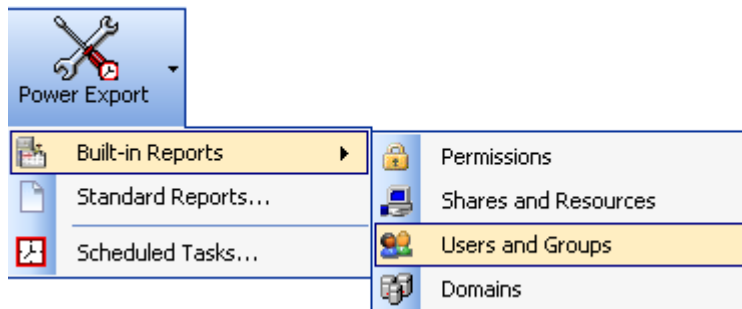 Power Export
Built-in Reports
Standard Reports...
Scheduled Tasks...
Permissions
Shares and Resources
Users and Groups
Domains